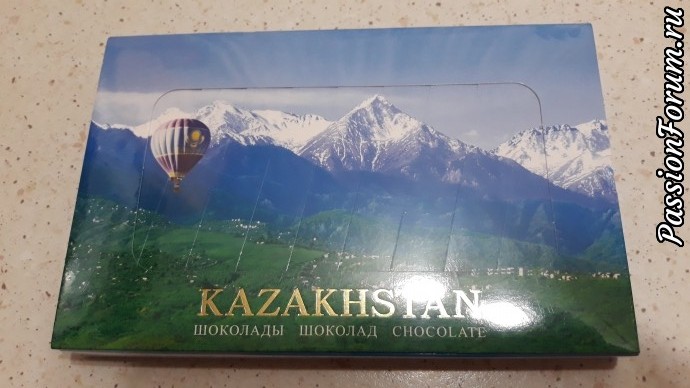 KAZAKHSTAN
ШОКОЛАДЫ ШОКОЛАД CHOCOLATE
PassionForum.ru